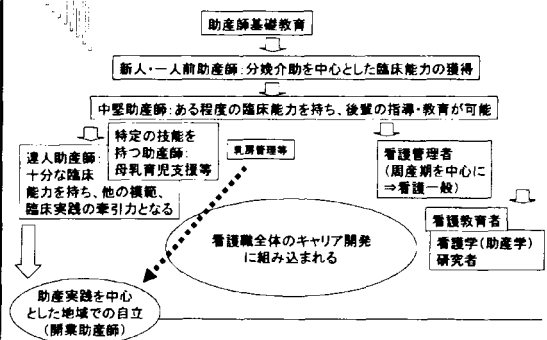 助産師基礎教育
新人・一人前助産師:分娩介助を中心とした臨床能力の獲得
中堅助産師:ある程度の臨床能力を持ち、後輩の指導・教育が可能
達人助産師:
十分な臨床
能力を持ち、他の模範、
臨床実践の牽引力となる
特定の技能を
持つ助産師:
母乳育児支援等
乳房管理等
看護管理者
(周産期を中心に
⇒看護一般)
看護教育者
看護学(助産学)
研究者
看護職全体のキャリア開発
に組み込まれる
助産実践を中心
とした地域での自立
(開業助産師)